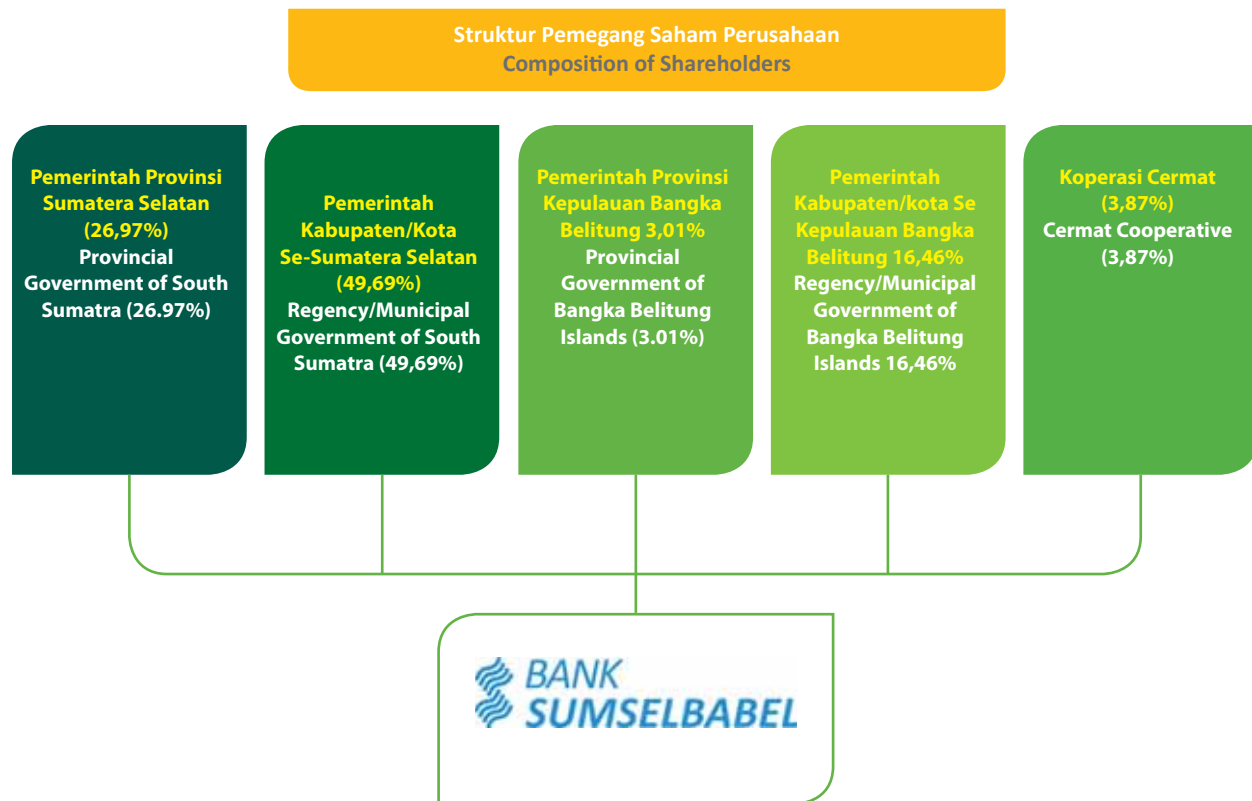 Struktur Pemegang Saham Perusahaan
Composition of Shareholders
Pemerintah Provinsi
Sumatera Selatan
(26,97%)
Provincial
Government of South
Sumatra (26.97%)
Pemerintah
Kabupaten/Kota
Se-Sumatera Selatan
(49,69%)
Regency/Municipal
Government of South
Sumatra (49,69%)
Pemerintah Provinsi
Kepulauan Bangka
Belitung 3,01%
Provincial
Government of
Bangka Belitung
Islands (3.01%)
Pemerintah
Kabupaten/kota Se
Kepulauan Bangka
Belitung 16,46%
Regency/Municipal
Government of
Bangka Belitung
Islands 16,46%
Koperasi Cermat
(3,87%)
Cermat Cooperative
(3,87%)
BANK
SUMSELBABEL